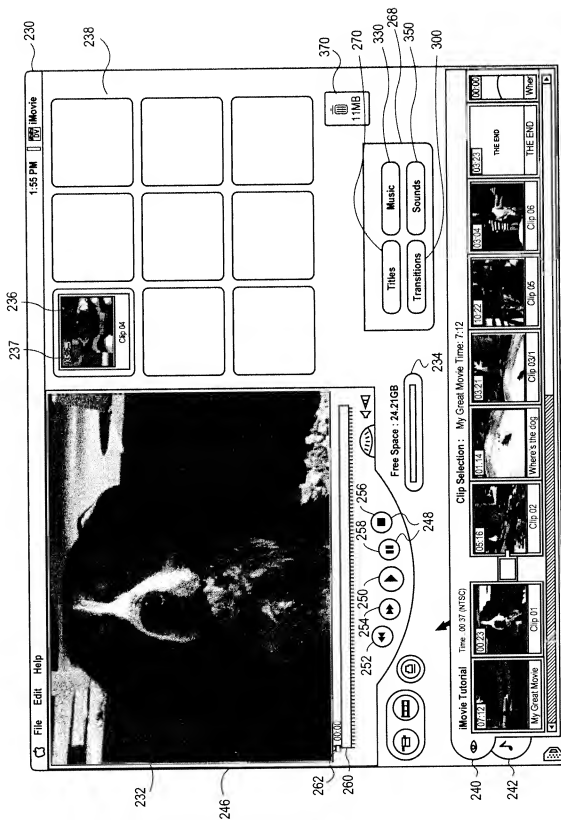 File Edit Help
1:55 PM iMovie
230
238
236
237
Clip 04
370
11MB
270
330
268
350
300
Titles
Music
Transitions
Sounds
Free Space : 24.21GB
234
232
246
262
260
00:00
252
254
250
258
256
248
iMovie Tutorial
Time :00:37 (NTSC)
Clip Selection : My Great Movie Time: 7:12
240
242
07:12
My Great Movie
00:23
Clip 01
05:16
Clip 02
01:14
Where's the dog
03:21
Clip 03/1
10:22
Clip 05
03:04
Clip 06
03:23
THE END
THE END
00:00
Wher